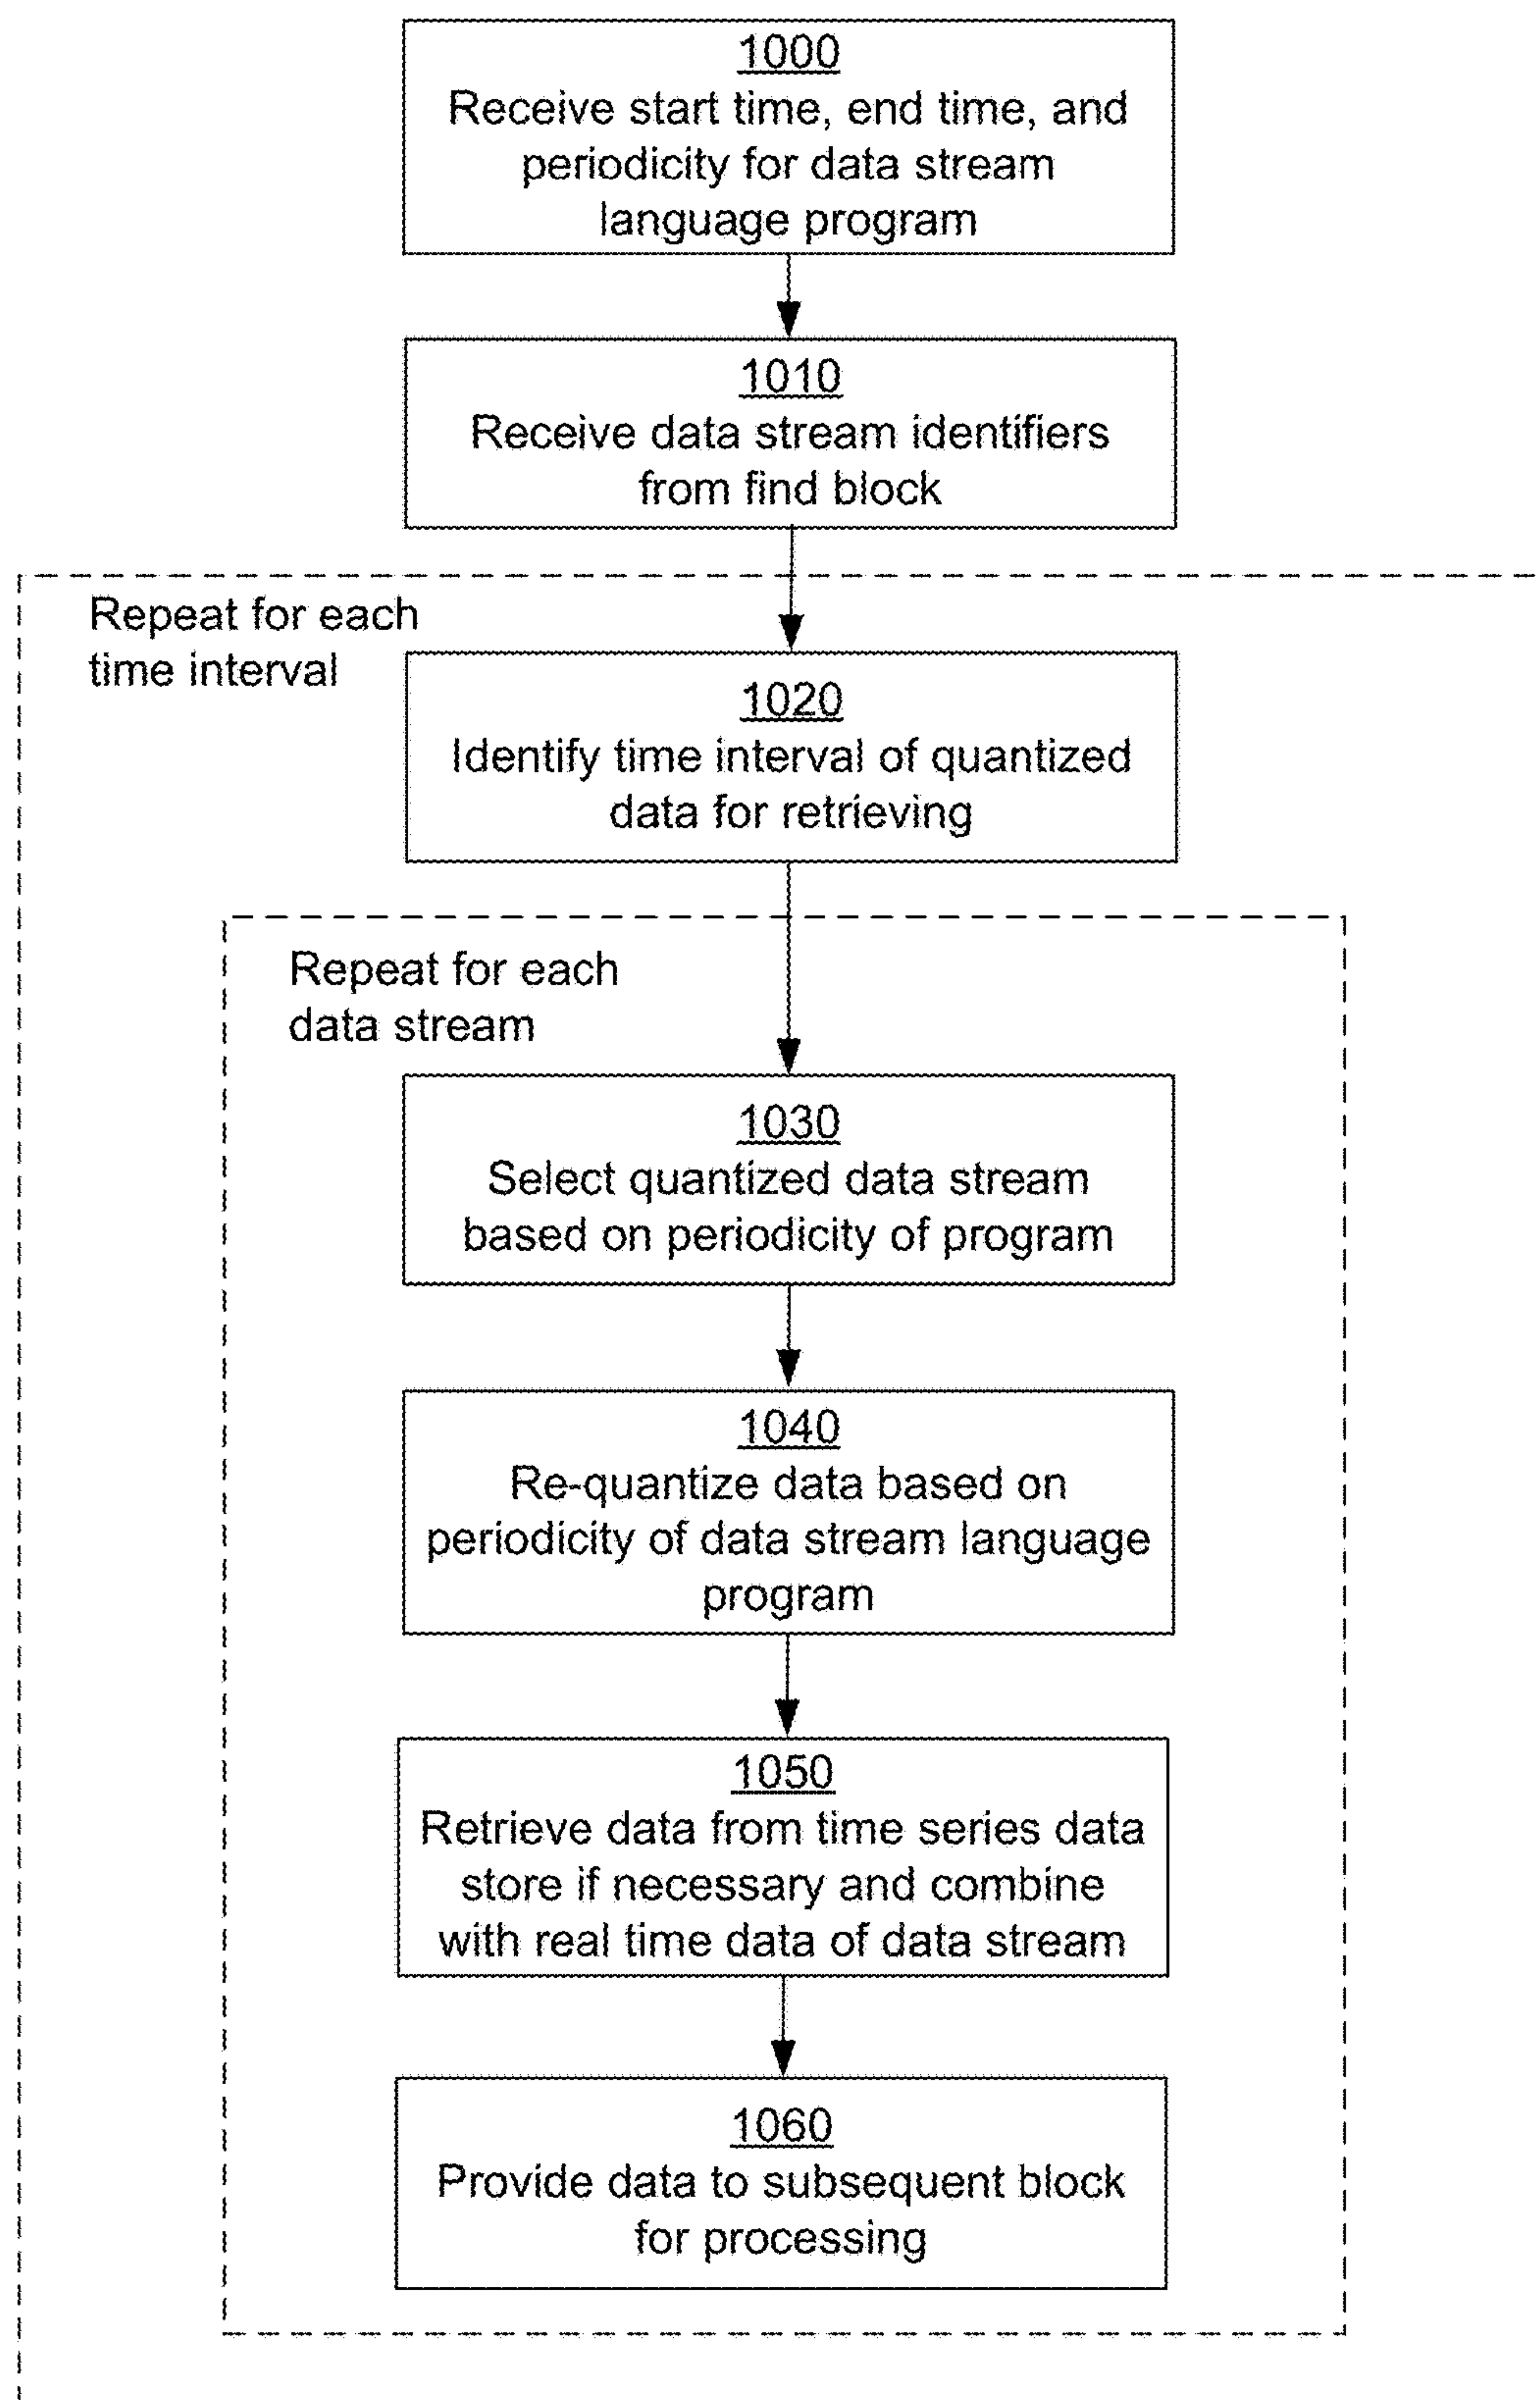 1000
Receive start time, end time, and
periodicity for data stream
language program
1010
Receive data stream identifiers
from find block
Repeat for each
time interval
1020
Identify time interval of quantized
data for retrieving
Repeat for each
data stream
1030
Select quantized data stream
based on periodicity of program
1040
Re-quantize data based on
periodicity of data stream language
program
1050
Retrieve data from time series data
store if necessary and combine
with real time data of data stream
1060
Provide data to subsequent block
for processing